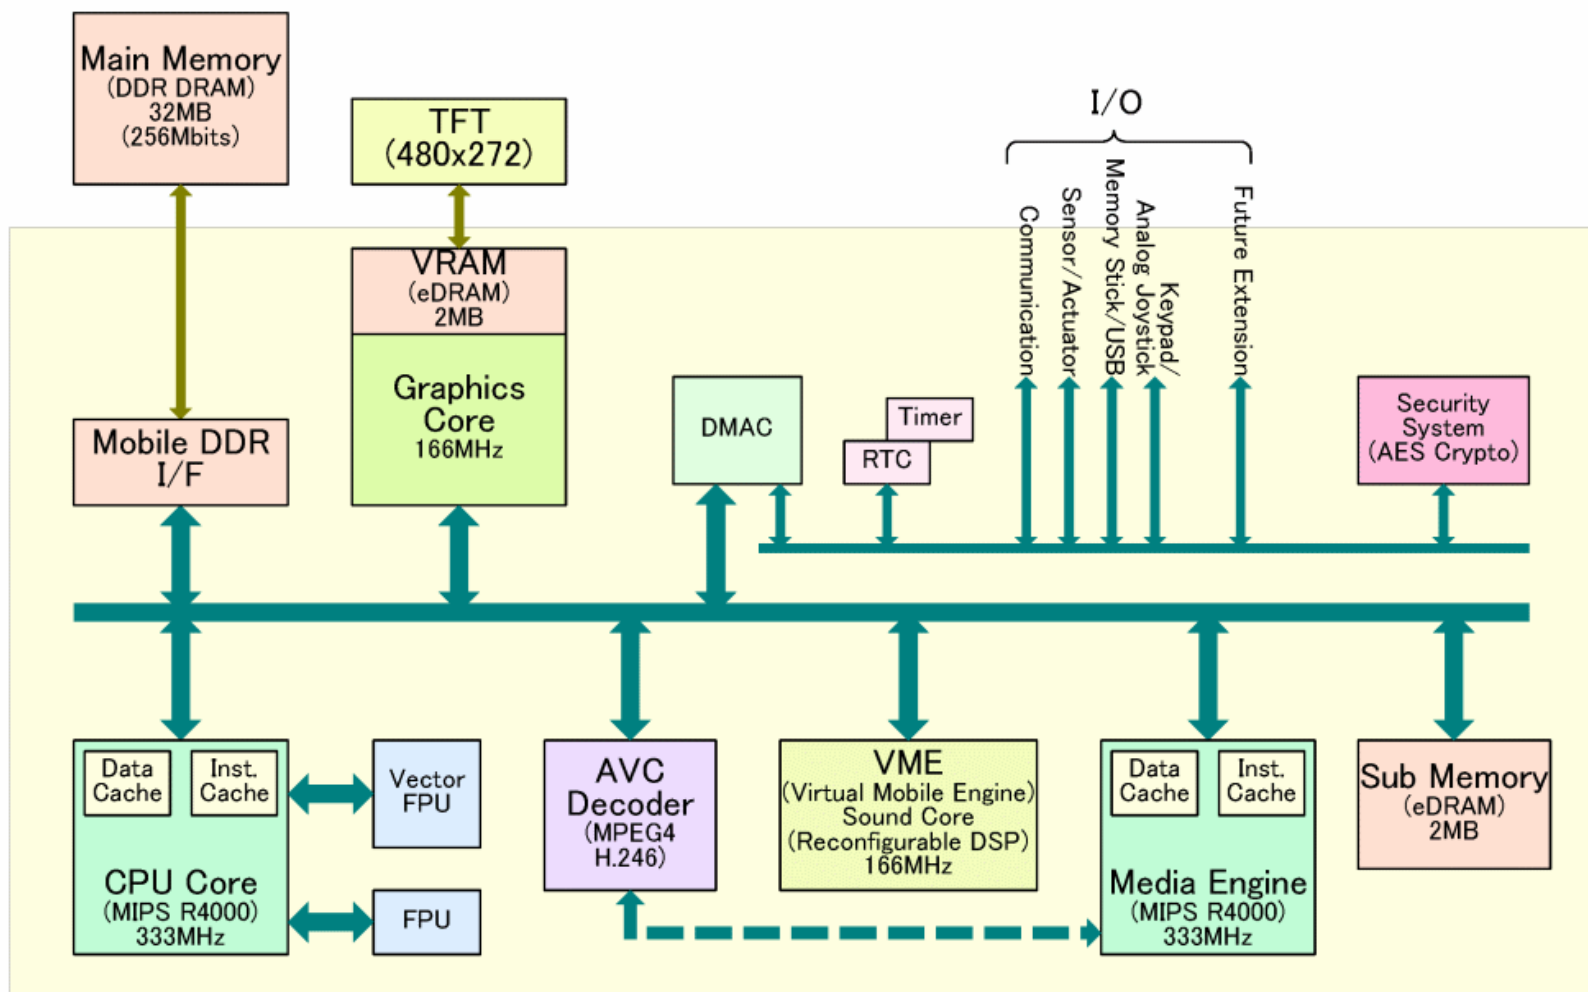 Main Memory
(DDR DRAM)
32MB
(256Mbits)
TFT
(480x272)
I/O
Communication
Sensor/Actuator
Memory Stick/USB
Keypad/
Analog Joystick
Future Extension
VRAM
(eDRAM)
2MB
Graphics
Core
166MHz
Mobile DDR
I/F
DMAC
Timer
RTC
Security
System
(AES Crypto)
Data
Cache
Inst.
Cache
CPU Core
(MIPS R4000)
333MHz
Vector
FPU
FPU
AVC
Decoder
(MPEG4
H.246)
VME
(Virtual Mobile Engine)
Sound Core
(Reconfigurable DSP)
166MHz
Data
Cache
Inst.
Cache
Media Engine
(MIPS R4000)
333MHz
Sub Memory
(eDRAM)
2MB